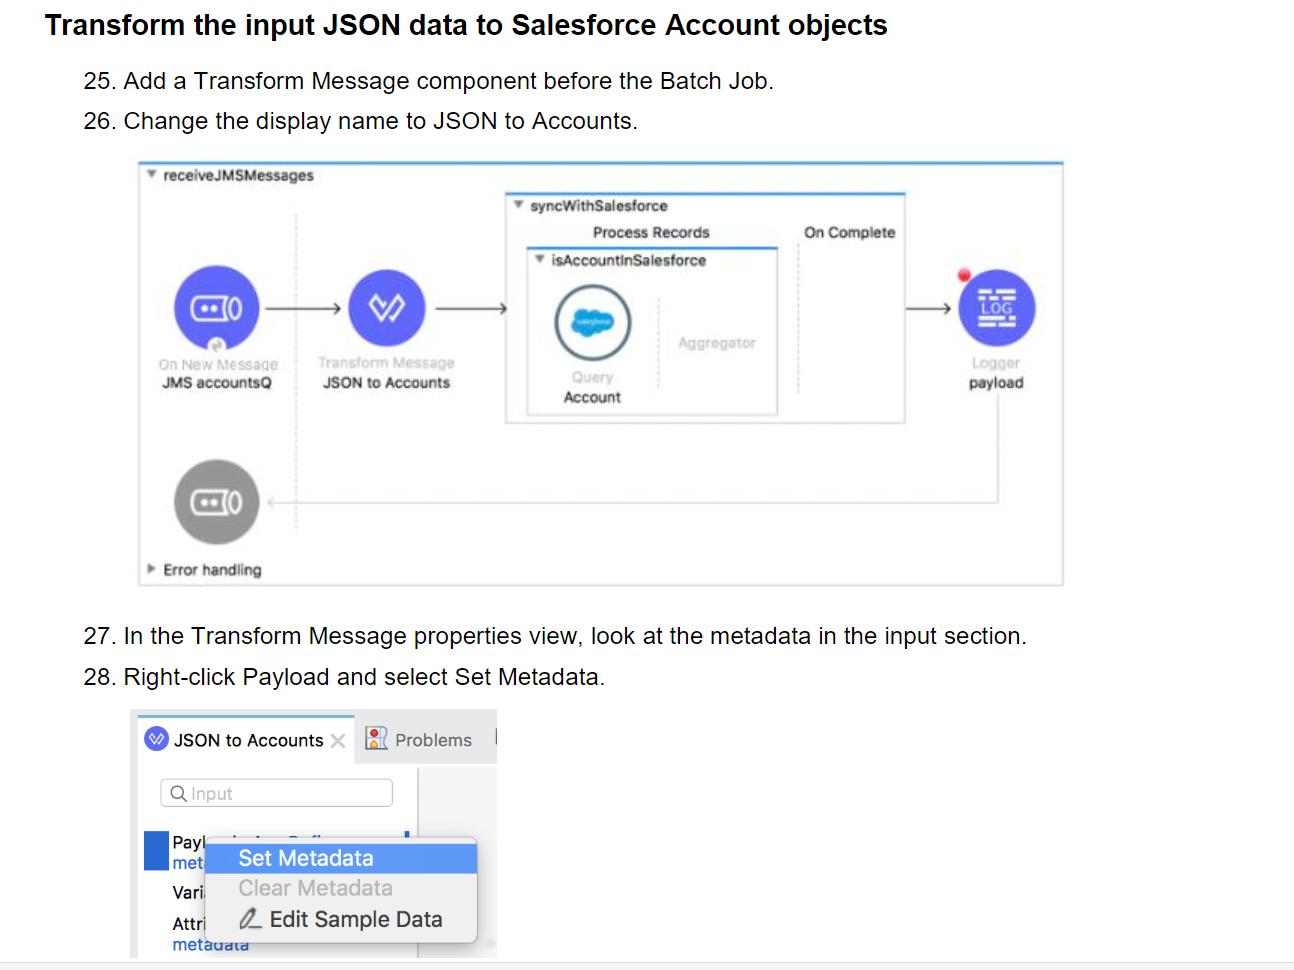 Transform the input JSON data to Salesforce Account objects
25. Add a Transform Message component before the Batch Job.
26. Change the display name to JSON to Accounts.
receiveJMSMessages
syncWithSalesforce
Process Records
On Complete
isAccountInSalesforce
salesforce
LOG
Aggregator
On New Message
JMS accountsQ
Transform Message
JSON to Accounts
Query
Account
Logger
payload
Error handling
27. In the Transform Message properties view, look at the metadata in the input section.
28. Right-click Payload and select Set Metadata.
JSON to Accounts
Problems
Input
Payl
met
Set Metadata
Vari
Clear Metadata
Attri
Edit Sample Data
metadata